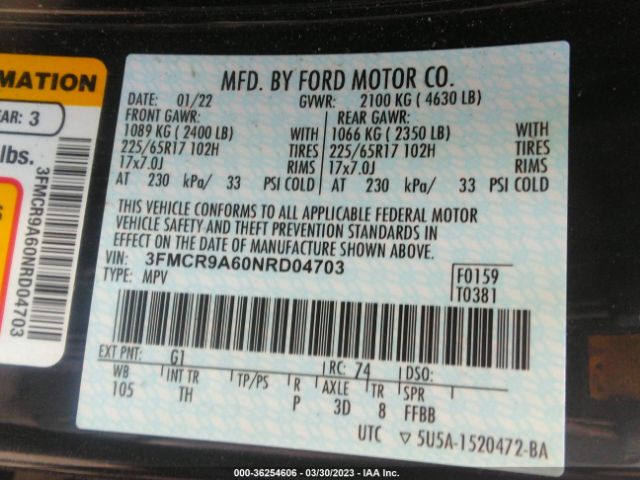 RMATION
EAR: 3
lbs.
3FMCR9A60NRD04703
MFD. BY FORD MOTOR CO.
DATE: 01/22 GVWR: 2100 KG ( 4630 LB)
FRONT GAWR: REAR GAWR:
1089 KG ( 2400 LB) WITH 1066 KG ( 2350 LB) WITH
225/65R17 102H TIRES 225/65R17 102H TIRES
17x7.0J RIMS 17x7.0J RIMS
AT 230 kPa/ 33 PSI COLD AT 230 kPa/ 33 PSI COLD
THIS VEHICLE CONFORMS TO ALL APPLICABLE FEDERAL MOTOR
VEHICLE SAFETY AND THEFT PREVENTION STANDARDS IN
EFFECT ON THE DATE OF MANUFACTURE SHOWN ABOVE.
VIN: 3FMCR9A60NRD04703
TYPE: MPV
F0159
T0381
EXT PNT: G1 RC: 74 DSO:
WB INT TR TP/PS R AXLE TR SPR
105 TH P 3D 8 FFBB
UTC ▽ 5U5A-1520472-BA
000-36254606 — 03/30/2023 — IAA Inc.